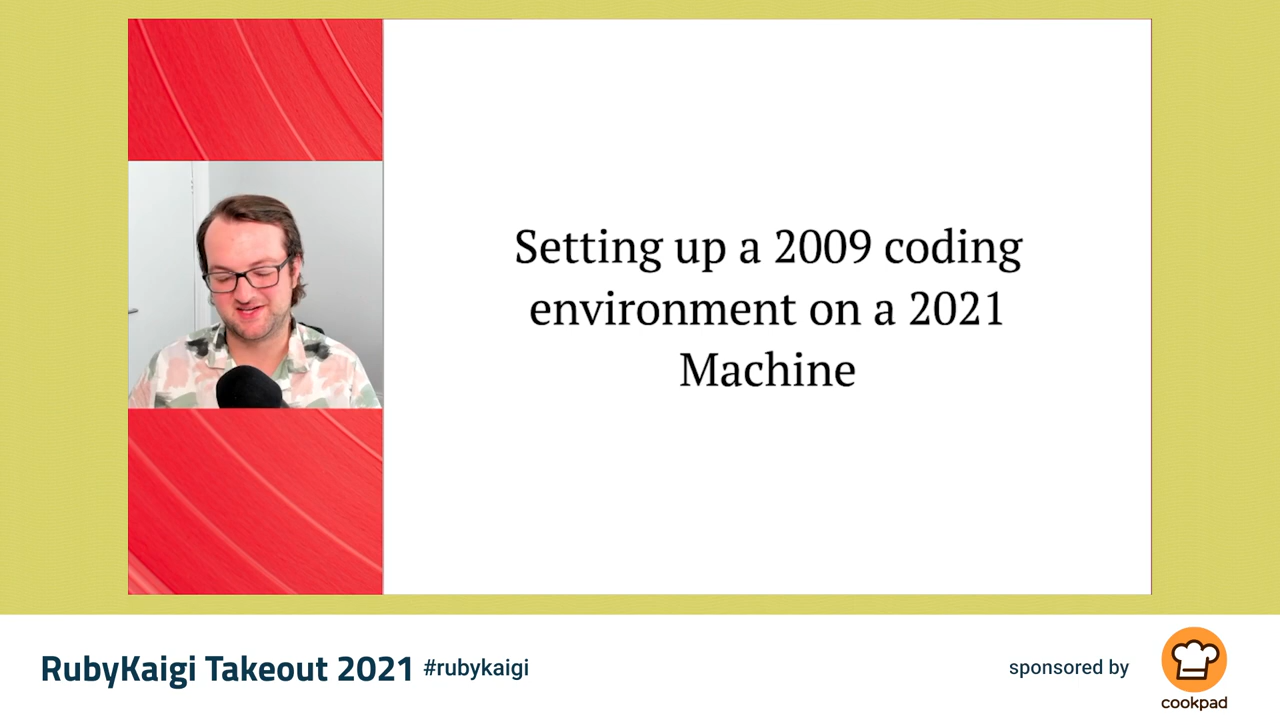 Setting up a 2009 coding
environment on a 2021
Machine
RubyKaigi Takeout 2021 #rubykaigi
sponsored by
cookpad